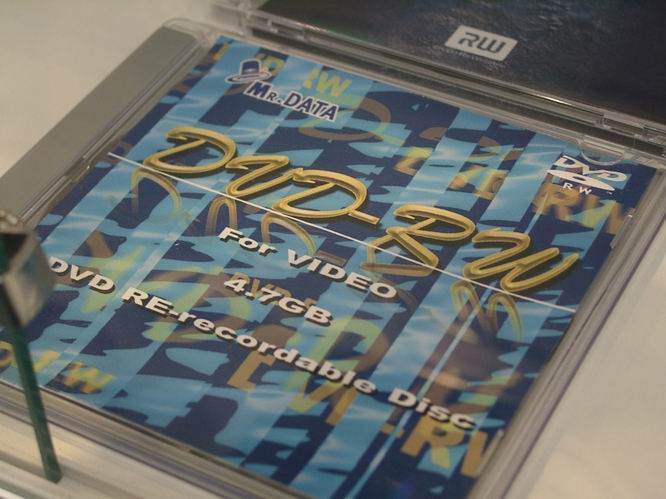 RW
Mr. DATA
DVD-RW
DVD
RW
For VIDEO
4.7GB
DVD RE-recordable Disc